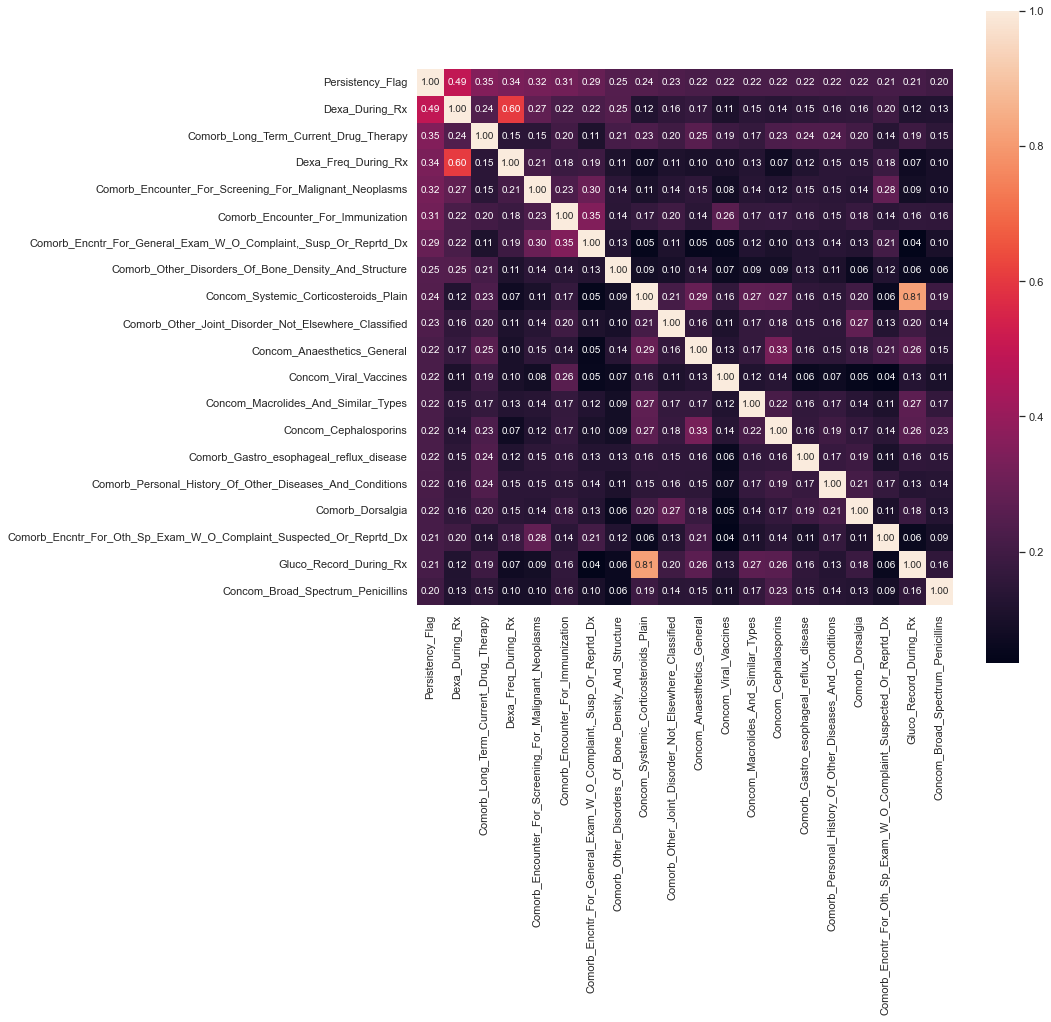 1.0
Persistency_Flag 1.00 0.49 0.35 0.34 0.32 0.31 0.29 0.25 0.24 0.23 0.22 0.22 0.22 0.22 0.22 0.22 0.22 0.21 0.21 0.20
Dexa_During_Rx 0.49 1.00 0.24 0.60 0.27 0.22 0.22 0.25 0.12 0.16 0.17 0.11 0.15 0.14 0.15 0.16 0.16 0.20 0.12 0.13
Comorb_Long_Term_Current_Drug_Therapy 0.35 0.24 1.00 0.15 0.15 0.20 0.11 0.21 0.23 0.20 0.25 0.19 0.17 0.23 0.24 0.24 0.20 0.14 0.19 0.15
0.8
Dexa_Freq_During_Rx 0.34 0.60 0.15 1.00 0.21 0.18 0.19 0.11 0.07 0.11 0.10 0.10 0.13 0.07 0.12 0.15 0.15 0.18 0.07 0.10
Comorb_Encounter_For_Screening_For_Malignant_Neoplasms 0.32 0.27 0.15 0.21 1.00 0.23 0.30 0.14 0.11 0.14 0.15 0.08 0.14 0.12 0.15 0.15 0.14 0.28 0.09 0.10
Comorb_Encounter_For_Immunization 0.31 0.22 0.20 0.18 0.23 1.00 0.35 0.14 0.17 0.20 0.14 0.26 0.17 0.17 0.16 0.15 0.18 0.14 0.16 0.16
Comorb_Encntr_For_General_Exam_W_O_Complaint,_Susp_Or_Reprtd_Dx 0.29 0.22 0.11 0.19 0.30 0.35 1.00 0.13 0.05 0.11 0.05 0.05 0.12 0.10 0.13 0.14 0.13 0.21 0.04 0.10
Comorb_Other_Disorders_Of_Bone_Density_And_Structure 0.25 0.25 0.21 0.11 0.14 0.14 0.13 1.00 0.09 0.10 0.14 0.07 0.09 0.09 0.13 0.11 0.06 0.12 0.06 0.06
0.6
Concom_Systemic_Corticosteroids_Plain 0.24 0.12 0.23 0.07 0.11 0.17 0.05 0.09 1.00 0.21 0.29 0.16 0.27 0.27 0.16 0.15 0.20 0.06 0.81 0.19
Comorb_Other_Joint_Disorder_Not_Elsewhere_Classified 0.23 0.16 0.20 0.11 0.14 0.20 0.11 0.10 0.21 1.00 0.16 0.11 0.17 0.18 0.15 0.16 0.27 0.13 0.20 0.14
Concom_Anaesthetics_General 0.22 0.17 0.25 0.10 0.15 0.14 0.05 0.14 0.29 0.16 1.00 0.13 0.17 0.33 0.16 0.15 0.18 0.21 0.26 0.15
Concom_Viral_Vaccines 0.22 0.11 0.19 0.10 0.08 0.26 0.05 0.07 0.16 0.11 0.13 1.00 0.12 0.14 0.06 0.07 0.05 0.04 0.13 0.11
Concom_Macrolides_And_Similar_Types 0.22 0.15 0.17 0.13 0.14 0.17 0.12 0.09 0.27 0.17 0.17 0.12 1.00 0.22 0.16 0.17 0.14 0.11 0.27 0.17
0.4
Concom_Cephalosporins 0.22 0.14 0.23 0.07 0.12 0.17 0.10 0.09 0.27 0.18 0.33 0.14 0.22 1.00 0.16 0.19 0.17 0.14 0.26 0.23
Comorb_Gastro_esophageal_reflux_disease 0.22 0.15 0.24 0.12 0.15 0.16 0.13 0.13 0.16 0.15 0.16 0.06 0.16 0.16 1.00 0.17 0.19 0.11 0.16 0.15
Comorb_Personal_History_Of_Other_Diseases_And_Conditions 0.22 0.16 0.24 0.15 0.15 0.15 0.14 0.11 0.15 0.16 0.15 0.07 0.17 0.19 0.17 1.00 0.21 0.17 0.13 0.14
Comorb_Dorsalgia 0.22 0.16 0.20 0.15 0.14 0.18 0.13 0.06 0.20 0.27 0.18 0.05 0.14 0.17 0.19 0.21 1.00 0.11 0.18 0.13
Comorb_Encntr_For_Oth_Sp_Exam_W_O_Complaint_Suspected_Or_Reprtd_Dx 0.21 0.20 0.14 0.18 0.28 0.14 0.21 0.12 0.06 0.13 0.21 0.04 0.11 0.14 0.11 0.17 0.11 1.00 0.06 0.09
0.2
Gluco_Record_During_Rx 0.21 0.12 0.19 0.07 0.09 0.16 0.04 0.06 0.81 0.20 0.26 0.13 0.27 0.26 0.16 0.13 0.18 0.06 1.00 0.16
Concom_Broad_Spectrum_Penicillins 0.20 0.13 0.15 0.10 0.10 0.16 0.10 0.06 0.19 0.14 0.15 0.11 0.17 0.23 0.15 0.14 0.13 0.09 0.16 1.00
Persistency_Flag
Dexa_During_Rx
Comorb_Long_Term_Current_Drug_Therapy
Dexa_Freq_During_Rx
Comorb_Encounter_For_Screening_For_Malignant_Neoplasms
Comorb_Encounter_For_Immunization
Comorb_Encntr_For_General_Exam_W_O_Complaint,_Susp_Or_Reprtd_Dx
Comorb_Other_Disorders_Of_Bone_Density_And_Structure
Concom_Systemic_Corticosteroids_Plain
Comorb_Other_Joint_Disorder_Not_Elsewhere_Classified
Concom_Anaesthetics_General
Concom_Viral_Vaccines
Concom_Macrolides_And_Similar_Types
Concom_Cephalosporins
Comorb_Gastro_esophageal_reflux_disease
Comorb_Personal_History_Of_Other_Diseases_And_Conditions
Comorb_Dorsalgia
Comorb_Encntr_For_Oth_Sp_Exam_W_O_Complaint_Suspected_Or_Reprtd_Dx
Gluco_Record_During_Rx
Concom_Broad_Spectrum_Penicillins